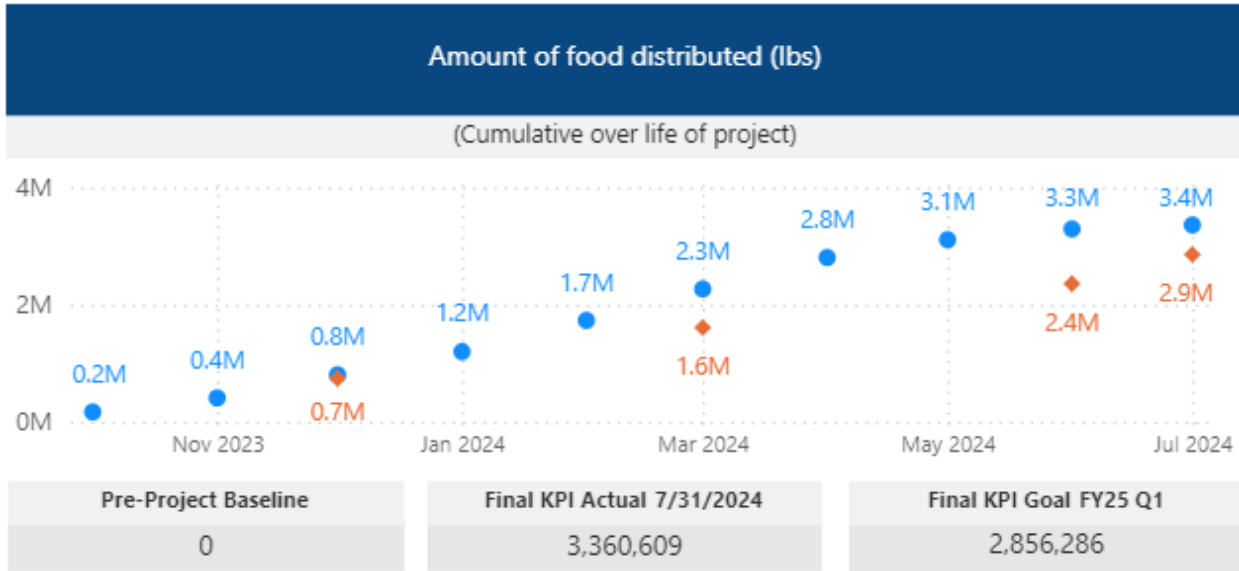 Amount of food distributed (lbs)
(Cumulative over life of project)
4M
2M
0M
0.2M
0.4M
0.8M
1.2M
1.7M
2.3M
2.8M
3.1M
3.3M
3.4M
0.7M
1.6M
2.4M
2.9M
Nov 2023 Jan 2024 Mar 2024 May 2024 Jul 2024
Pre-Project Baseline Final KPI Actual 7/31/2024 Final KPI Goal FY25 Q1
0 3,360,609 2,856,286